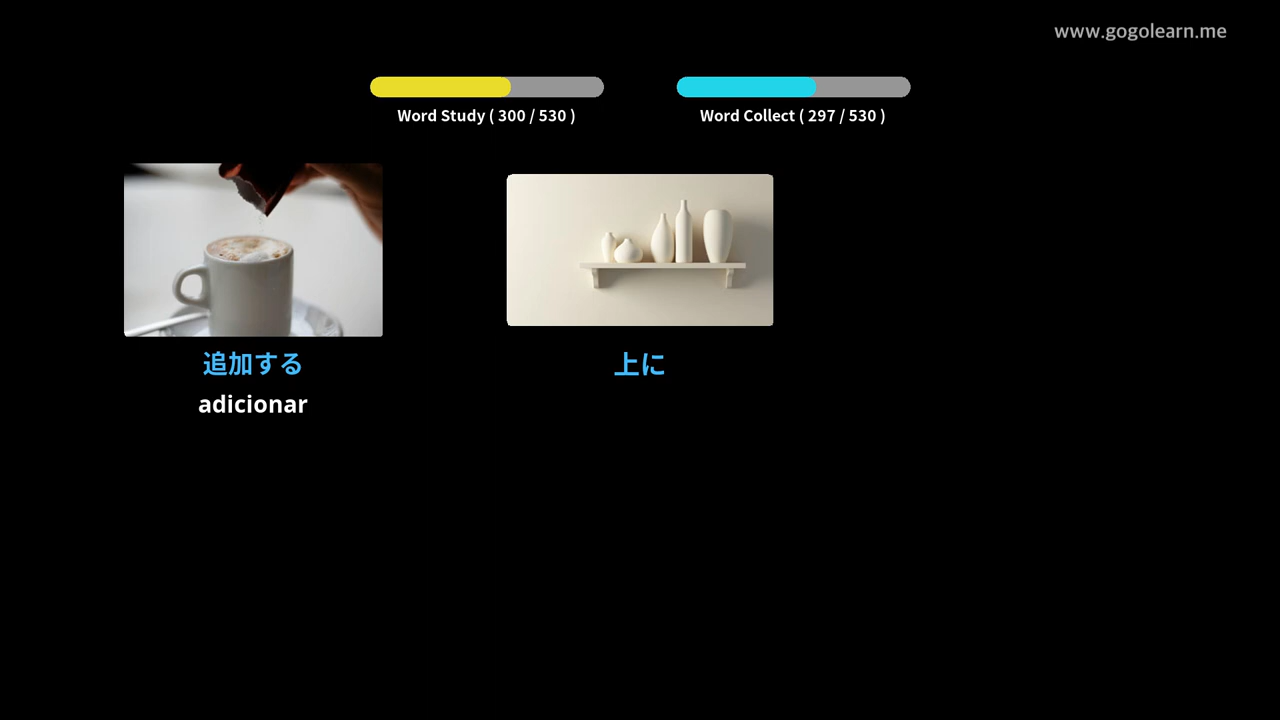 www.gogolearn.me
Word Study ( 300 / 530 )
Word Collect ( 297 / 530 )
追加する
adicionar
上に